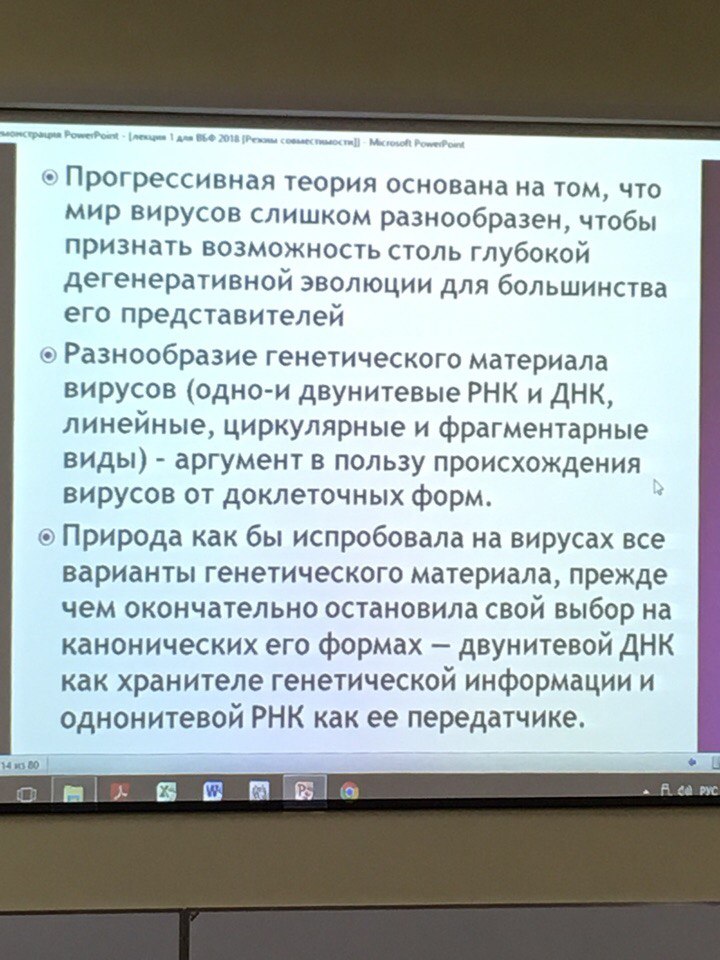 монстрация PowerPoint - [лекция 1 для ВБФ 2018 [Режим совместимости]] - Microsoft PowerPoint
Прогрессивная теория основана на том, что
мир вирусов слишком разнообразен, чтобы
признать возможность столь глубокой
дегенеративной эволюции для большинства
его представителей
Разнообразие генетического материала
вирусов (одно-и двунитевые РНК и ДНК,
линейные, циркулярные и фрагментарные
виды) - аргумент в пользу происхождения
вирусов от доклеточных форм.
Природа как бы испробовала на вирусах все
варианты генетического материала, прежде
чем окончательно остановила свой выбор на
канонических его формах — двунитевой ДНК
как хранителе генетической информации и
однонитевой РНК как ее передатчике.
14 из 80
РУС